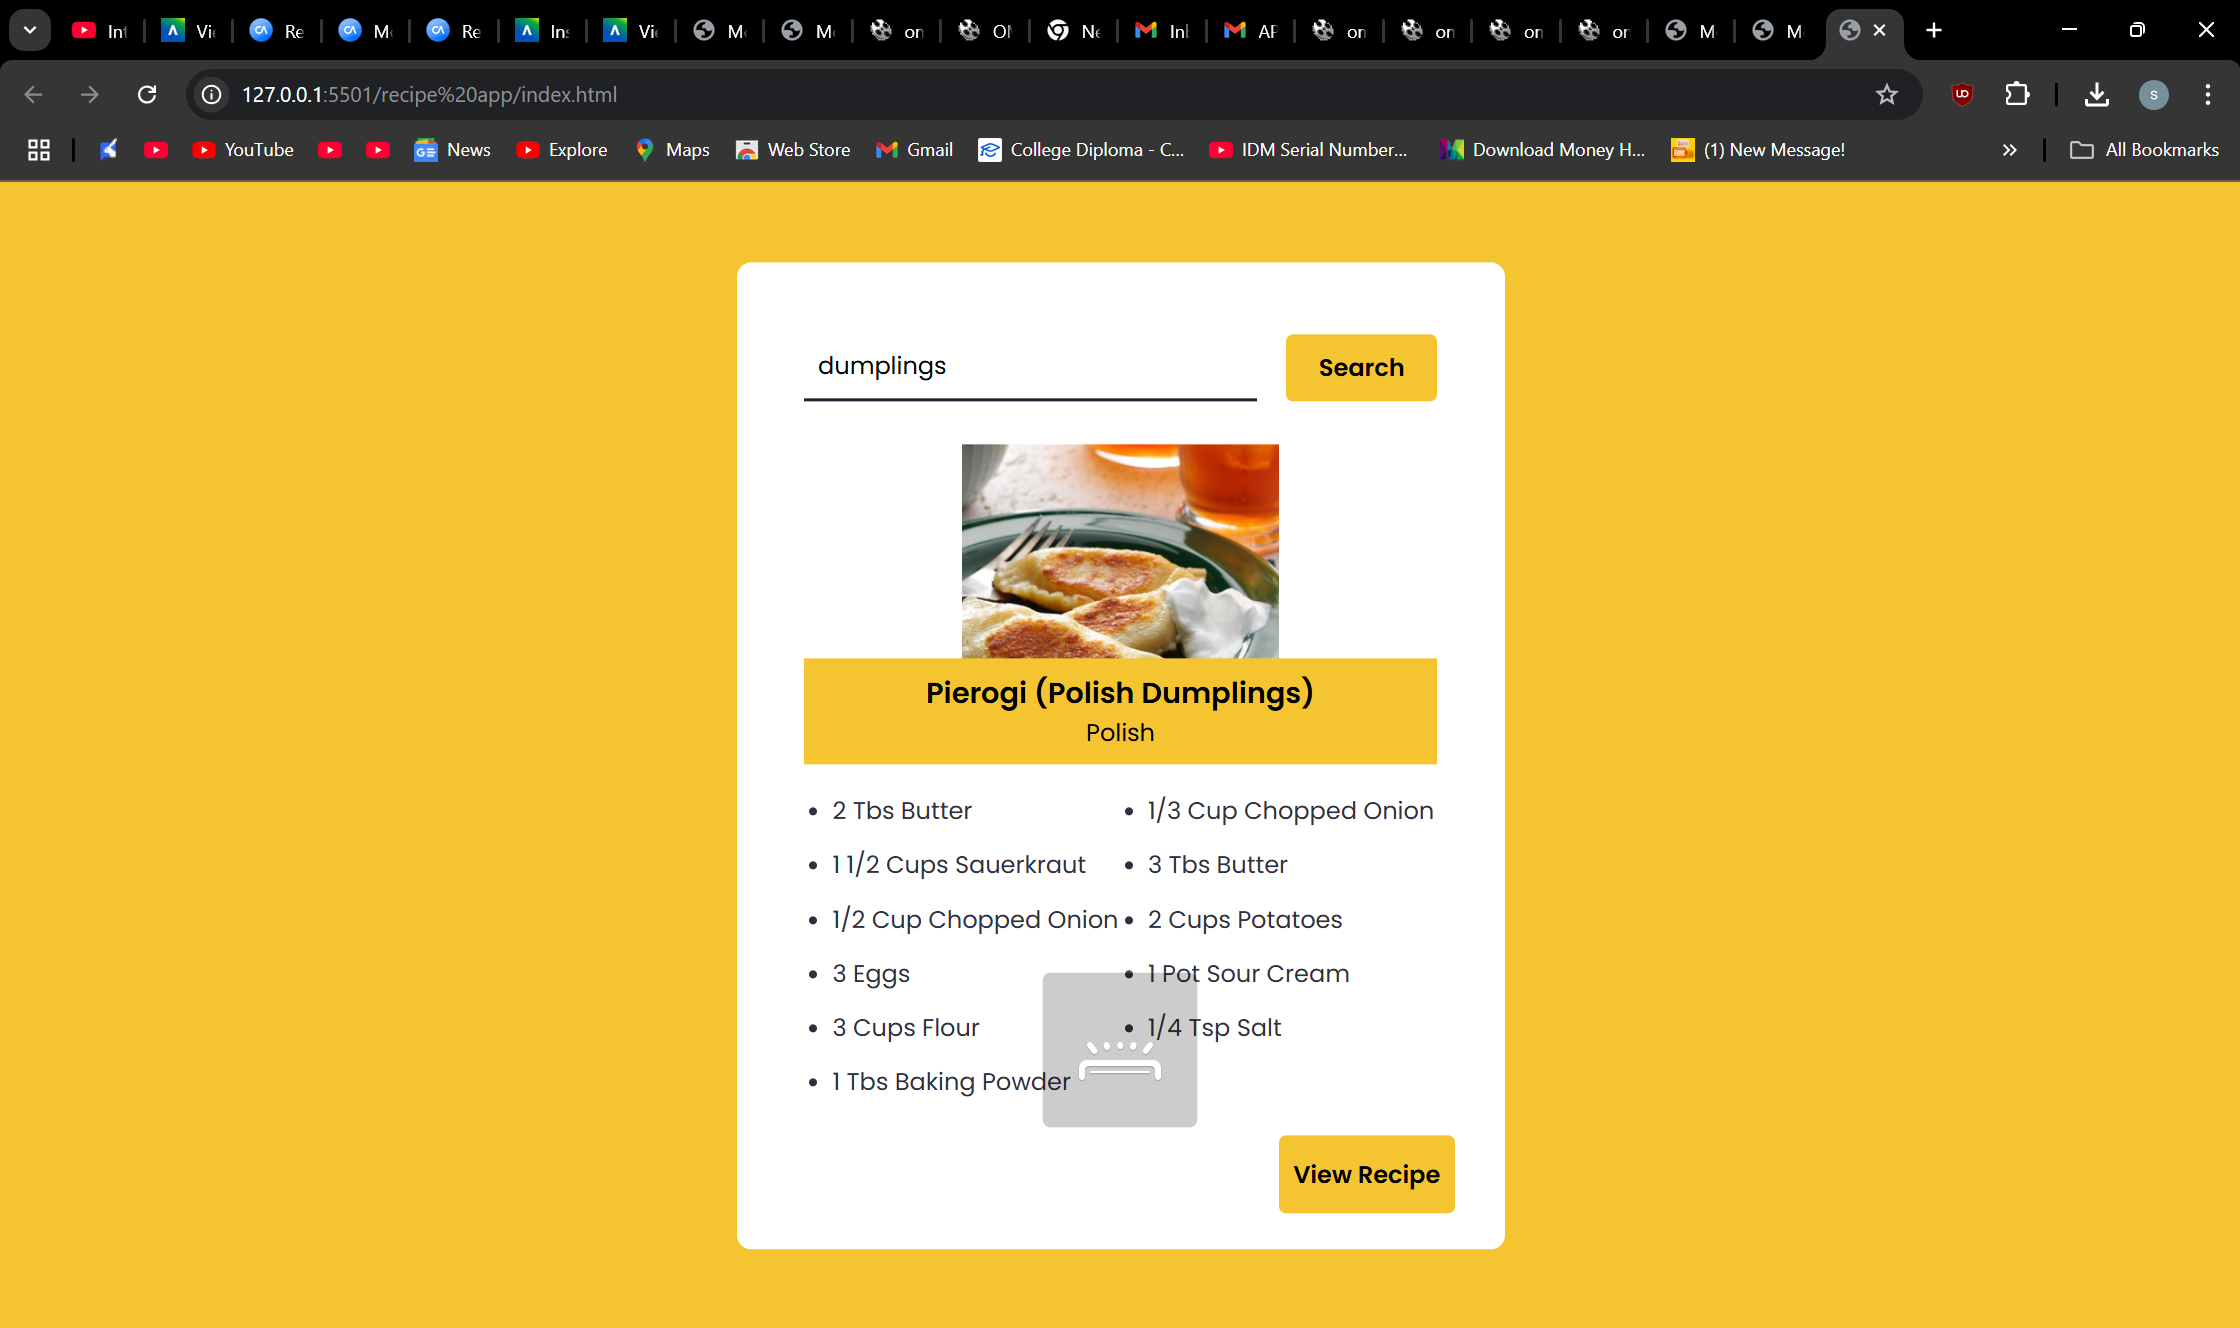 Int
Vi
Re
Me
Re
Ins
Vi
on
Ne
Inl
AP
on
on
on
or
M
M
127.0.0.1:5501/recipe%20app/index.html
s
YouTube
News
Explore
Maps
Web Store
Gmail
College Diploma - C...
IDM Serial Number...
Download Money H...
(1) New Message!
All Bookmarks
dumplings
Search
Pierogi (Polish Dumplings)
Polish
2 Tbs Butter
1 1/2 Cups Sauerkraut
1/2 Cup Chopped Onion
3 Eggs
3 Cups Flour
1 Tbs Baking Powder
1/3 Cup Chopped Onion
3 Tbs Butter
2 Cups Potatoes
1 Pot Sour Cream
1/4 Tsp Salt
View Recipe